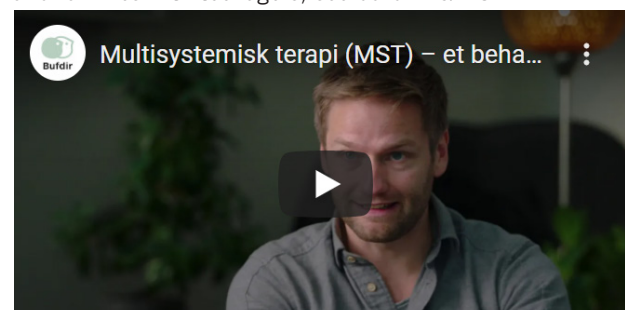 Multisystemisk terapi (MST) – et beha...
Bufdir